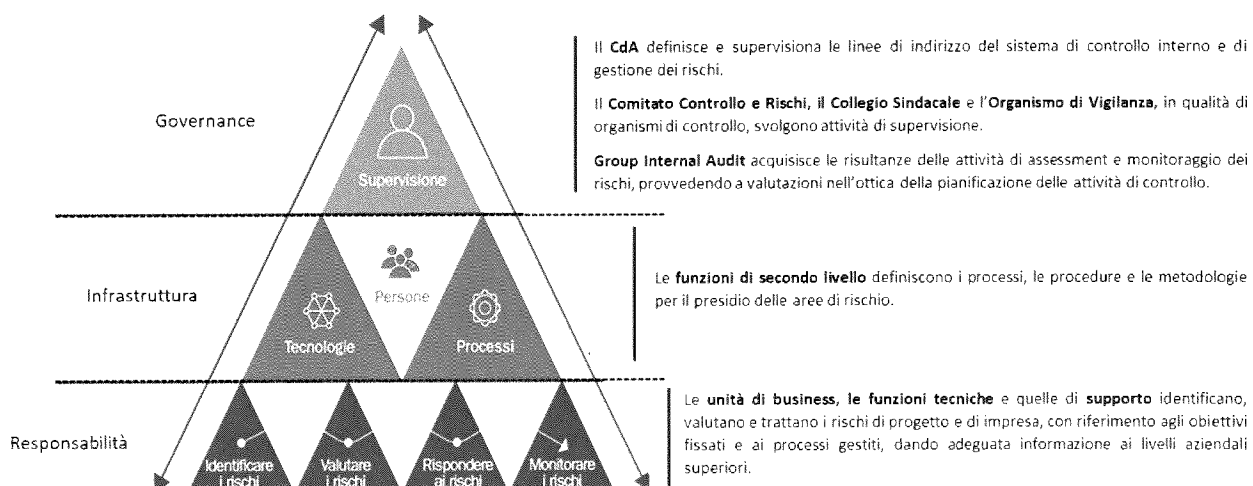 Governance
Supervisione
Il CdA definisce e supervisiona le linee di indirizzo del sistema di controllo interno e di
gestione dei rischi.
Il Comitato Controllo e Rischi, il Collegio Sindacale e l'Organismo di Vigilanza, in qualità di
organismi di controllo, svolgono attività di supervisione.
Group Internal Audit acquisisce le risultanze delle attività di assessment e monitoraggio dei
rischi, provvedendo a valutazioni nell'ottica della pianificazione delle attività di controllo.
Infrastruttura
Persone
Tecnologie
Processi
Le funzioni di secondo livello definiscono i processi, le procedure e le metodologie
per il presidio delle aree di rischio.
Responsabilità
Identificare
i rischi
Valutare
i rischi
Rispondere
ai rischi
Monitorare
i rischi
Le unità di business, le funzioni tecniche e quelle di supporto identificano,
valutano e trattano i rischi di progetto e di impresa, con riferimento agli obiettivi
fissati e ai processi gestiti, dando adeguata informazione ai livelli aziendali
superiori.